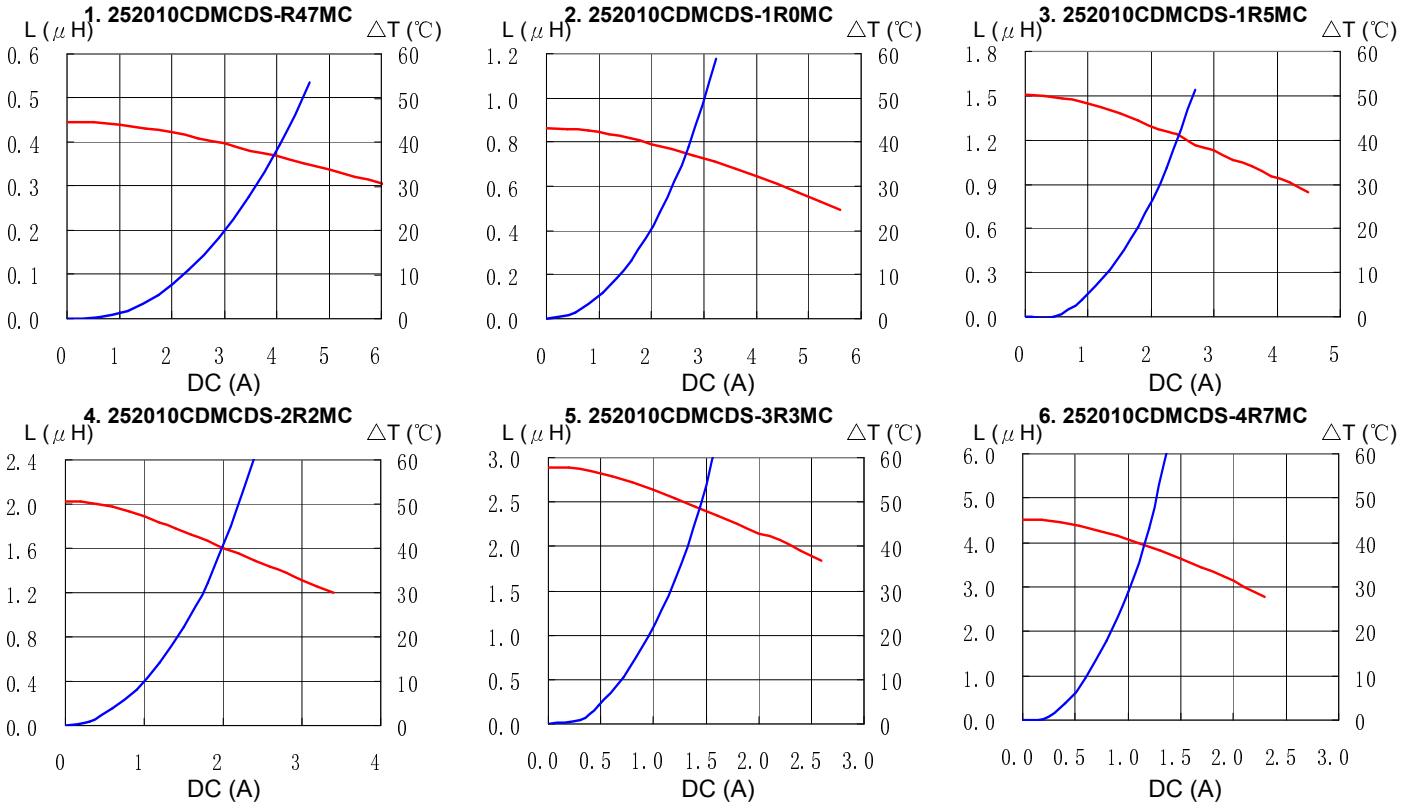 1. 252010CDMCDS-R47MC
L (μ H)
△T (℃)
0.6
0.5
0.4
0.3
0.2
0.1
0.0
60
50
40
30
20
10
0
0 1 2 3 4 5 6
DC (A)
2. 252010CDMCDS-1R0MC
L (μ H)
△T (℃)
1.2
1.0
0.8
0.6
0.4
0.2
0.0
60
50
40
30
20
10
0
0 1 2 3 4 5 6
DC (A)
3. 252010CDMCDS-1R5MC
L (μ H)
△T (℃)
1.8
1.5
1.2
0.9
0.6
0.3
0.0
60
50
40
30
20
10
0
0 1 2 3 4 5
DC (A)
4. 252010CDMCDS-2R2MC
L (μ H)
△T (℃)
2.4
2.0
1.6
1.2
0.8
0.4
0.0
60
50
40
30
20
10
0
0 1 2 3 4
DC (A)
5. 252010CDMCDS-3R3MC
L (μ H)
△T (℃)
3.0
2.5
2.0
1.5
1.0
0.5
0.0
60
50
40
30
20
10
0
0.0 0.5 1.0 1.5 2.0 2.5 3.0
DC (A)
6. 252010CDMCDS-4R7MC
L (μ H)
△T (℃)
6.0
5.0
4.0
3.0
2.0
1.0
0.0
60
50
40
30
20
10
0
0.0 0.5 1.0 1.5 2.0 2.5 3.0
DC (A)